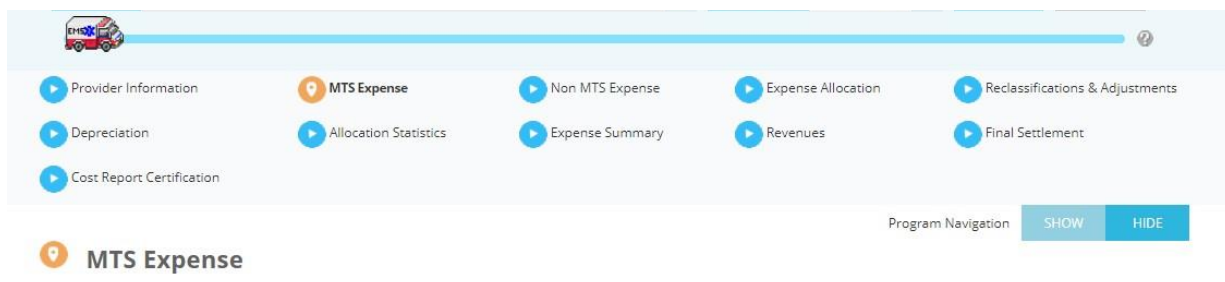 EMS
Provider Information MTS Expense Non MTS Expense Expense Allocation Reclassifications & Adjustments
Depreciation Allocation Statistics Expense Summary Revenues Final Settlement
Cost Report Certification
Program Navigation SHOW HIDE
MTS Expense